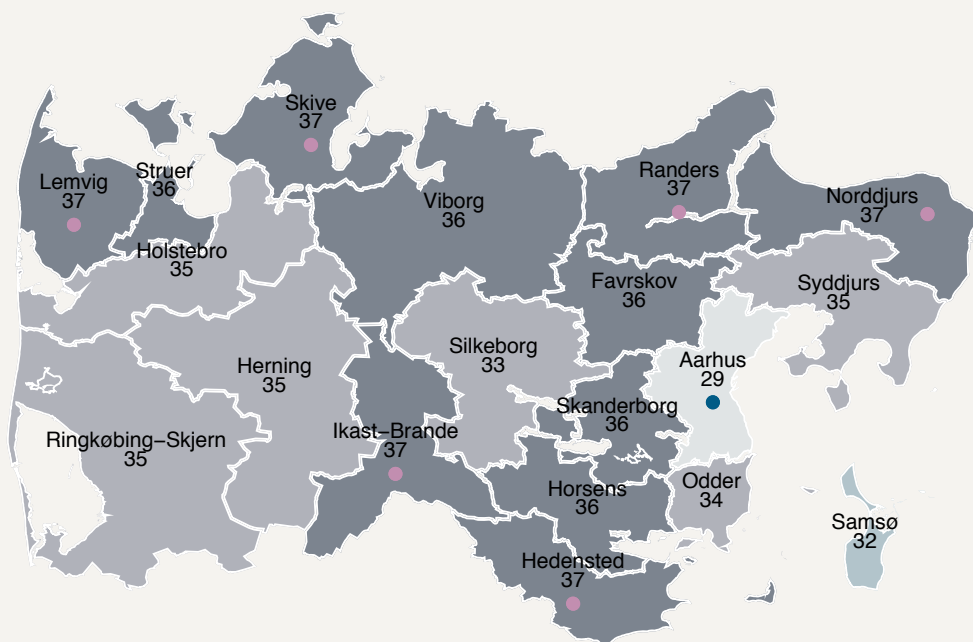 Skive
37
Struer
36
Lemvig
37
Randers
37
Viborg
36
Norddjurs
37
Holstebro
35
Favrskov
36
Syddjurs
35
Silkeborg
33
Aarhus
29
Herning
35
Skanderborg
36
Ringkøbing–Skjern
35
Ikast–Brande
37
Odder
34
Horsens
36
Samsø
32
Hedensted
37